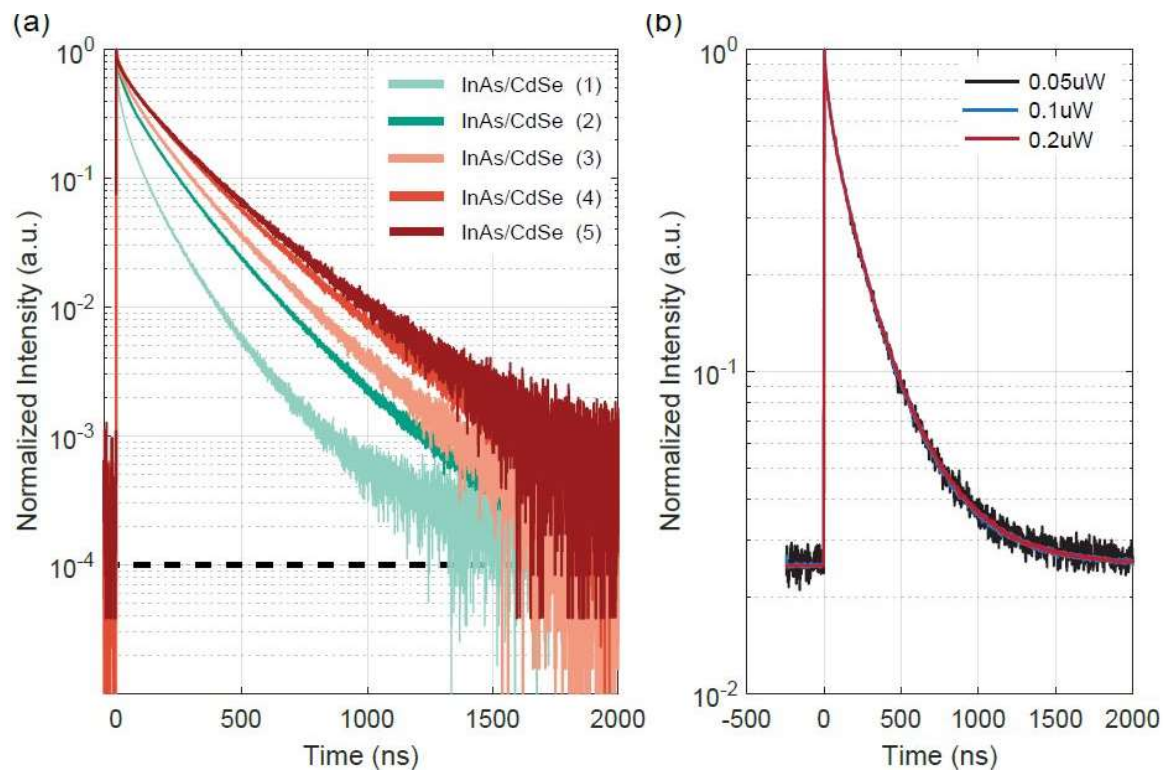 (a)
10^0
10^-1
10^-2
10^-3
10^-4
Normalized Intensity (a.u.)
InAs/CdSe (1)
InAs/CdSe (2)
InAs/CdSe (3)
InAs/CdSe (4)
InAs/CdSe (5)
0 500 1000 1500 2000
Time (ns)
(b)
10^0
10^-1
10^-2
Normalized Intensity (a.u.)
0.05uW
0.1uW
0.2uW
-500 0 500 1000 1500 2000
Time (ns)